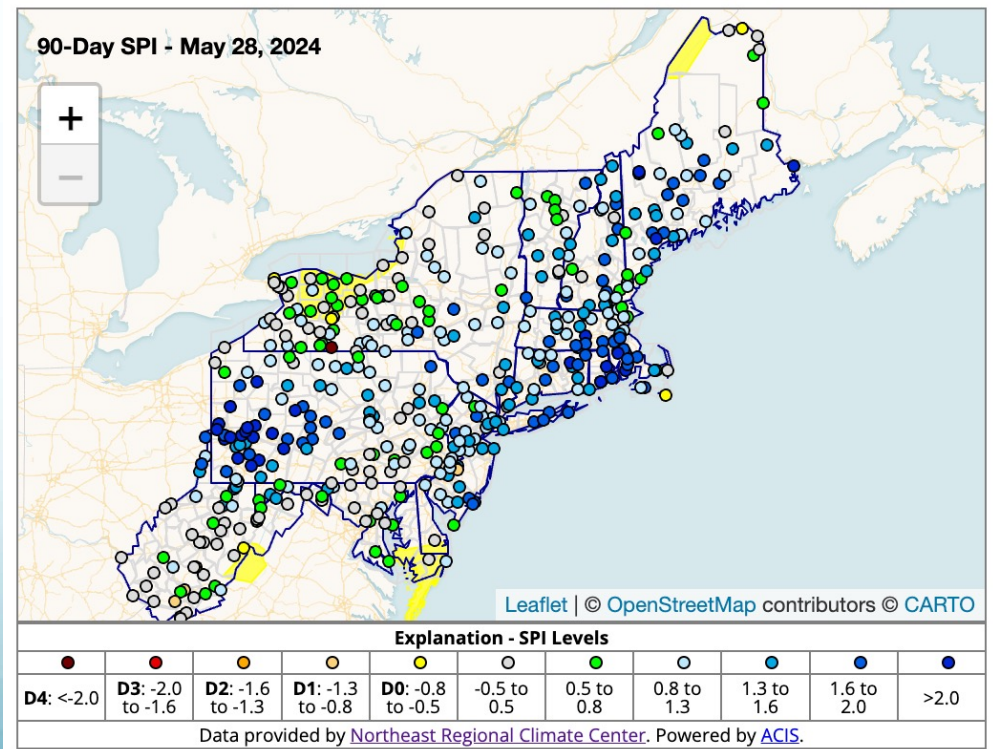 90-Day SPI - May 28, 2024
+
−
Leaflet | © OpenStreetMap contributors © CARTO
Explanation - SPI Levels
D4: <-2.0
D3: -2.0
to -1.6
D2: -1.6
to -1.3
D1: -1.3
to -0.8
D0: -0.8
to -0.5
-0.5 to
0.5
0.5 to
0.8
0.8 to
1.3
1.3 to
1.6
1.6 to
2.0
>2.0
Data provided by Northeast Regional Climate Center. Powered by ACIS.